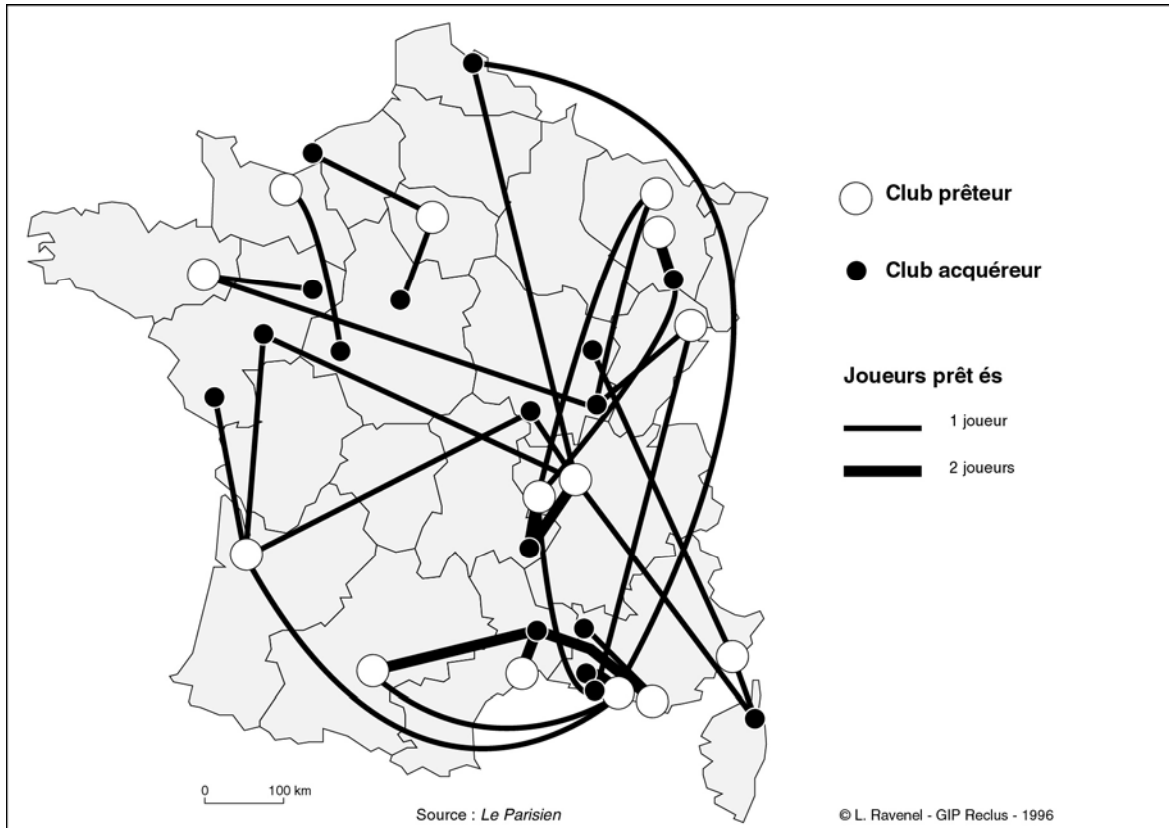 Club prêteur
Club acquéreur
Joueurs prêt és
1 joueur
2 joueurs
0 100 km
Source : Le Parisien
© L. Ravenel - GIP Reclus - 1996